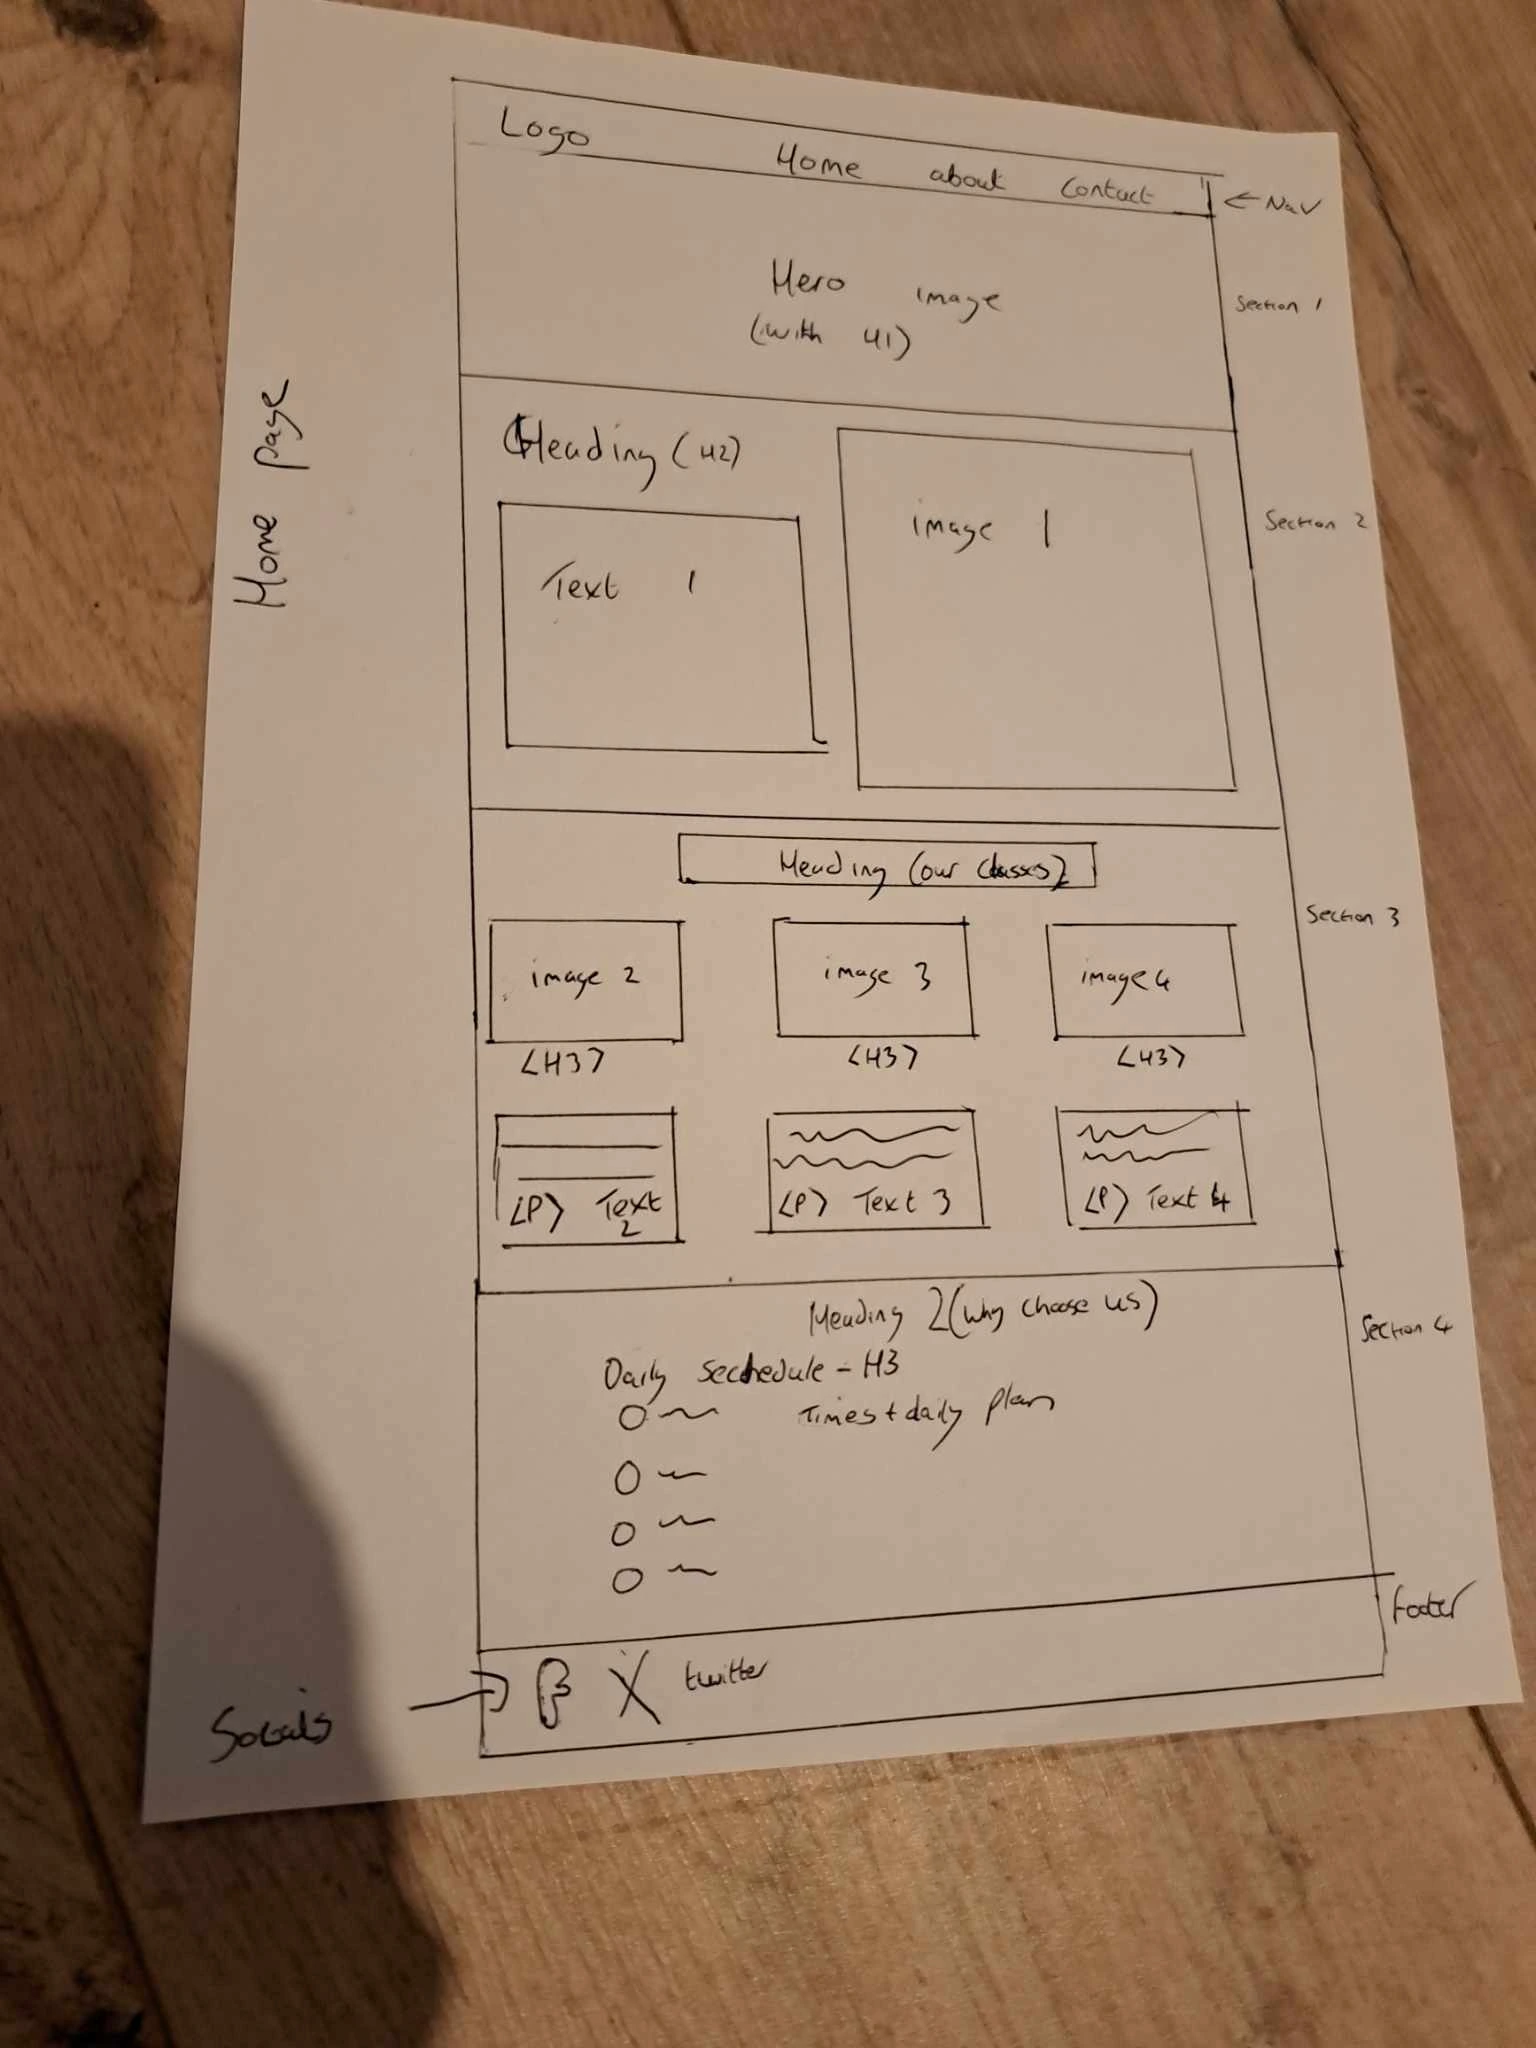 Home page
Logo
Home about contact
← Nav
Hero image
(with H1)
Section 1
Heading (H2)
Text 1
image 1
Section 2
Heading (our classes)
Section 3
image 2
image 3
image 4
<H3>
<H3>
<H3>
<P> Text 2
<P> Text 3
<P> Text 4
Heading 2 (why choose us)
Section 4
Daily sechedule - H3
Times + daily plan
Footer
Socials
F X twitter